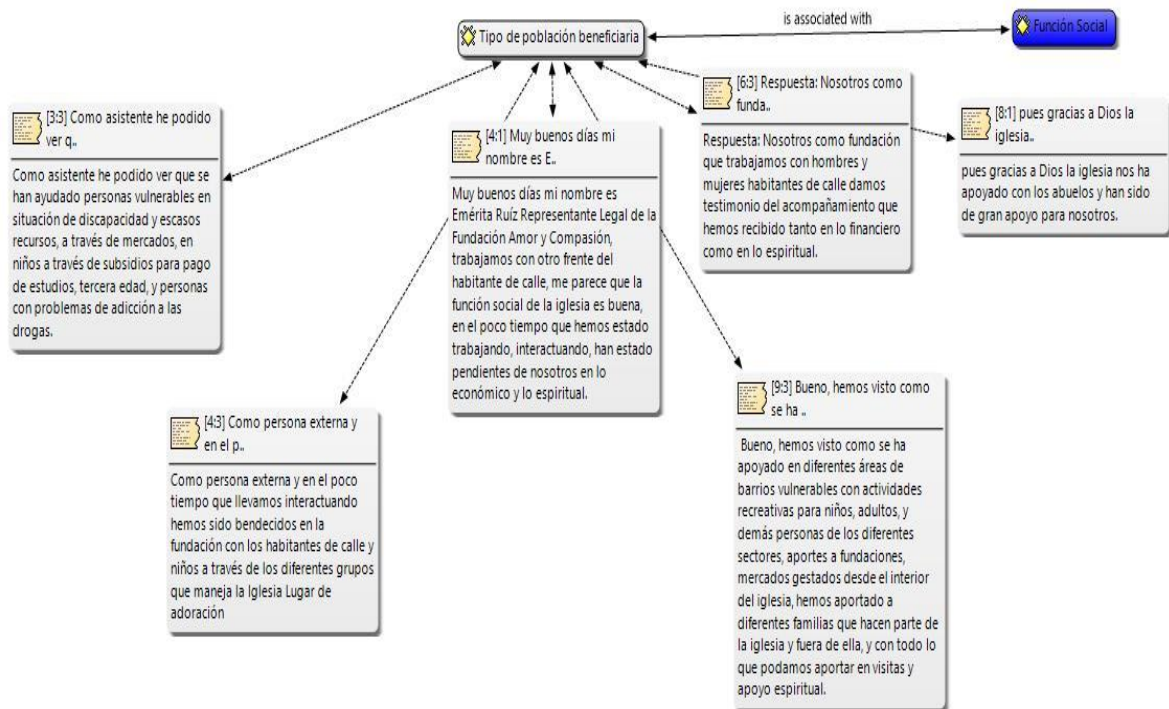 is associated with
Tipo de población beneficiaria
Función Social
[3:3] Como asistente he podido
ver q..
Como asistente he podido ver que se
han ayudado personas vulnerables en
situación de discapacidad y escasos
recursos, a través de mercados, en
niños a través de subsidios para pago
de estudios, tercera edad, y personas
con problemas de adicción a las
drogas.
[4:1] Muy buenos días mi
nombre es E..
Muy buenos días mi nombre es
Emérita Ruíz Representante Legal de la
Fundación Amor y Compasión,
trabajamos con otro frente del
habitante de calle, me parece que la
función social de la iglesia es buena,
en el poco tiempo que hemos estado
trabajando, interactuando, han estado
pendientes de nosotros en lo
económico y lo espiritual.
[6:3] Respuesta: Nosotros como
funda..
Respuesta: Nosotros como fundación
que trabajamos con hombres y
mujeres habitantes de calle damos
testimonio del acompañamiento que
hemos recibido tanto en lo financiero
como en lo espiritual.
[8:1] pues gracias a Dios la
iglesia..
pues gracias a Dios la iglesia nos ha
apoyado con los abuelos y han sido
de gran apoyo para nosotros.
[4:3] Como persona externa y
en el p..
Como persona externa y en el poco
tiempo que llevamos interactuando
hemos sido bendecidos en la
fundación con los habitantes de calle y
niños a través de los diferentes grupos
que maneja la Iglesia Lugar de
adoración
[9:3] Bueno, hemos visto como
se ha ..
Bueno, hemos visto como se ha
apoyado en diferentes áreas de
barrios vulnerables con actividades
recreativas para niños, adultos, y
demás personas de los diferentes
sectores, aportes a fundaciones,
mercados gestados desde el interior
del iglesia, hemos aportado a
diferentes familias que hacen parte de
la iglesia y fuera de ella, y con todo lo
que podamos aportar en visitas y
apoyo espiritual.